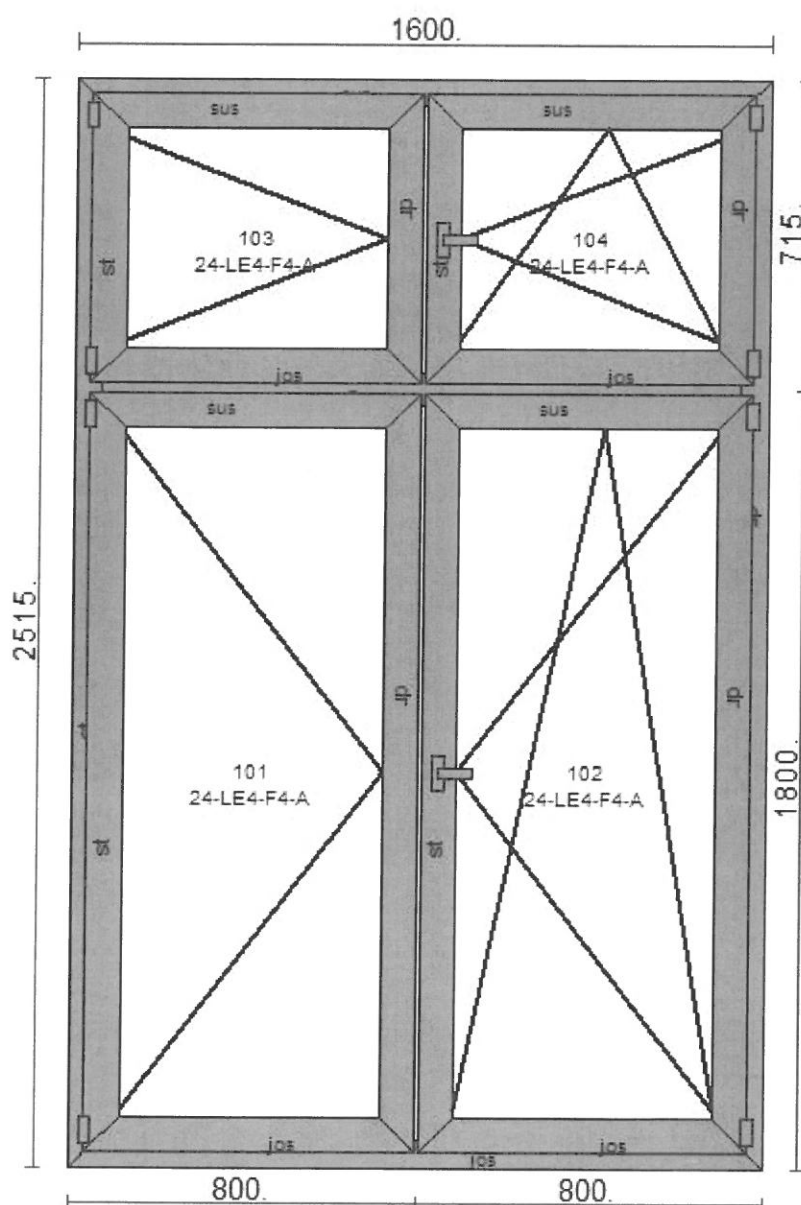 1600.
sus
sus
dr
dr
715.
103
24-LE4-F4-A
104
24-LE4-F4-A
st
st
jos
jos
sus
sus
2515.
dr
dr
101
24-LE4-F4-A
102
24-LE4-F4-A
1800.
st
st
jos
jos
jos
800.
800.